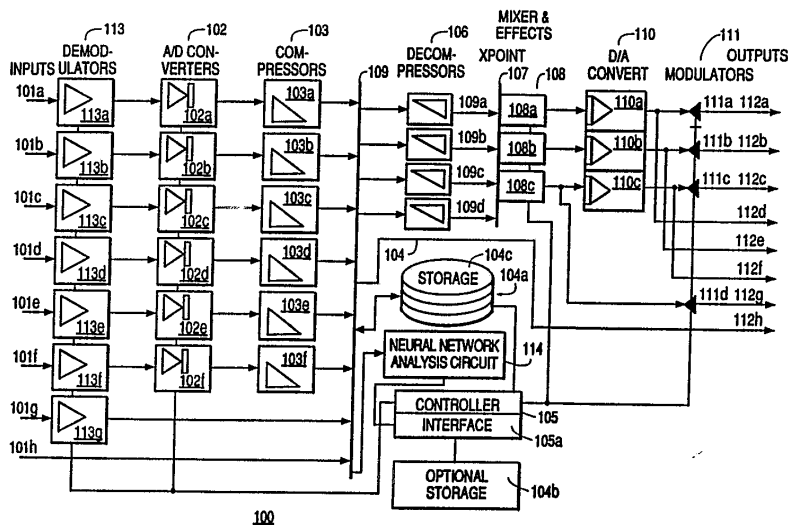 MIXER &
113 102 103 106 EFFECTS 110 111
DEMOD- A/D CON- COM- DECOM- XPOINT D/A OUTPUTS
INPUTS ULATORS VERTERS PRESSORS 109 PRESSORS 107 108 CONVERT MODULATORS
101a 113a 102a 103a 109a 108a 110a 111a 112a
101b 113b 102b 103b 109b 108b 110b 111b 112b
101c 113c 102c 103c 109c 108c 110c 111c 112c
109d 112d
101d 113d 102d 103d 104 104c 112e
STORAGE 104a 112f
101e 113e 102e 103e 111d 112g
112h
101f 113f 102f 103f NEURAL NETWORK
ANALYSIS CIRCUIT 114
101g 113g CONTROLLER 105
INTERFACE 105a
101h
OPTIONAL
STORAGE 104b
100